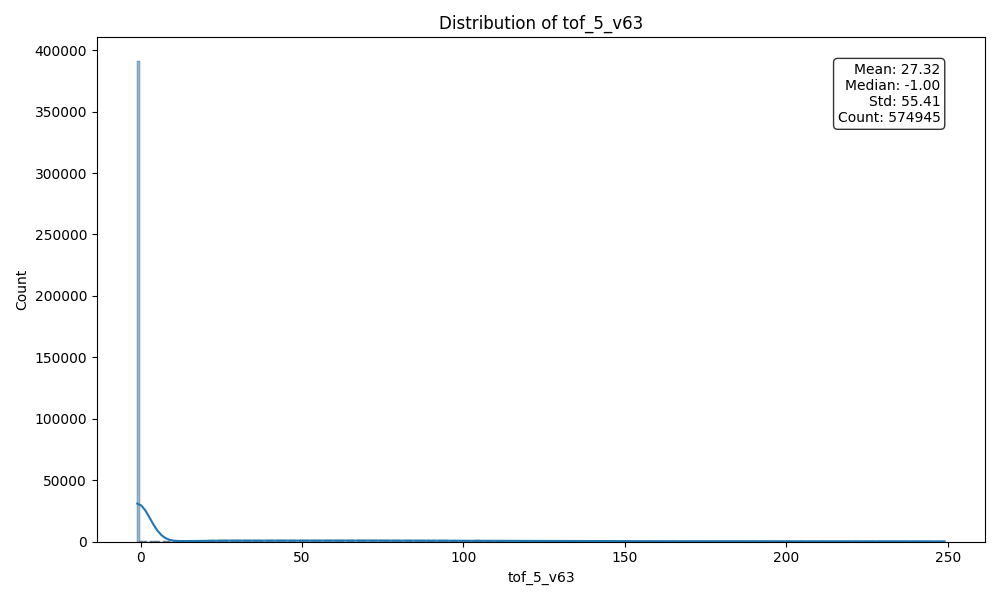 Distribution of tof_5_v63
400000
350000
300000
250000
200000
150000
100000
50000
0
Count
Mean: 27.32
Median: -1.00
Std: 55.41
Count: 574945
0 50 100 150 200 250
tof_5_v63